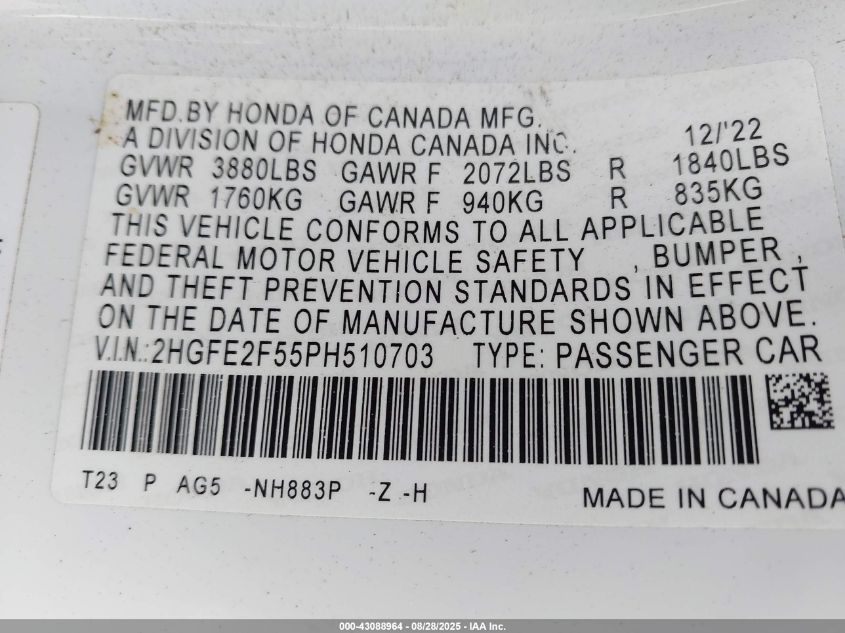 MFD.BY HONDA OF CANADA MFG.
A DIVISION OF HONDA CANADA INC. 12/'22
GVWR 3880LBS GAWR F 2072LBS R 1840LBS
GVWR 1760KG GAWR F 940KG R 835KG
THIS VEHICLE CONFORMS TO ALL APPLICABLE
FEDERAL MOTOR VEHICLE SAFETY , BUMPER ,
AND THEFT PREVENTION STANDARDS IN EFFECT
ON THE DATE OF MANUFACTURE SHOWN ABOVE.
V.I.N.:2HGFE2F55PH510703 TYPE: PASSENGER CAR
T23 P AG5 -NH883P -Z -H
MADE IN CANADA
000-43088964 - 08/28/2025 - IAA Inc.